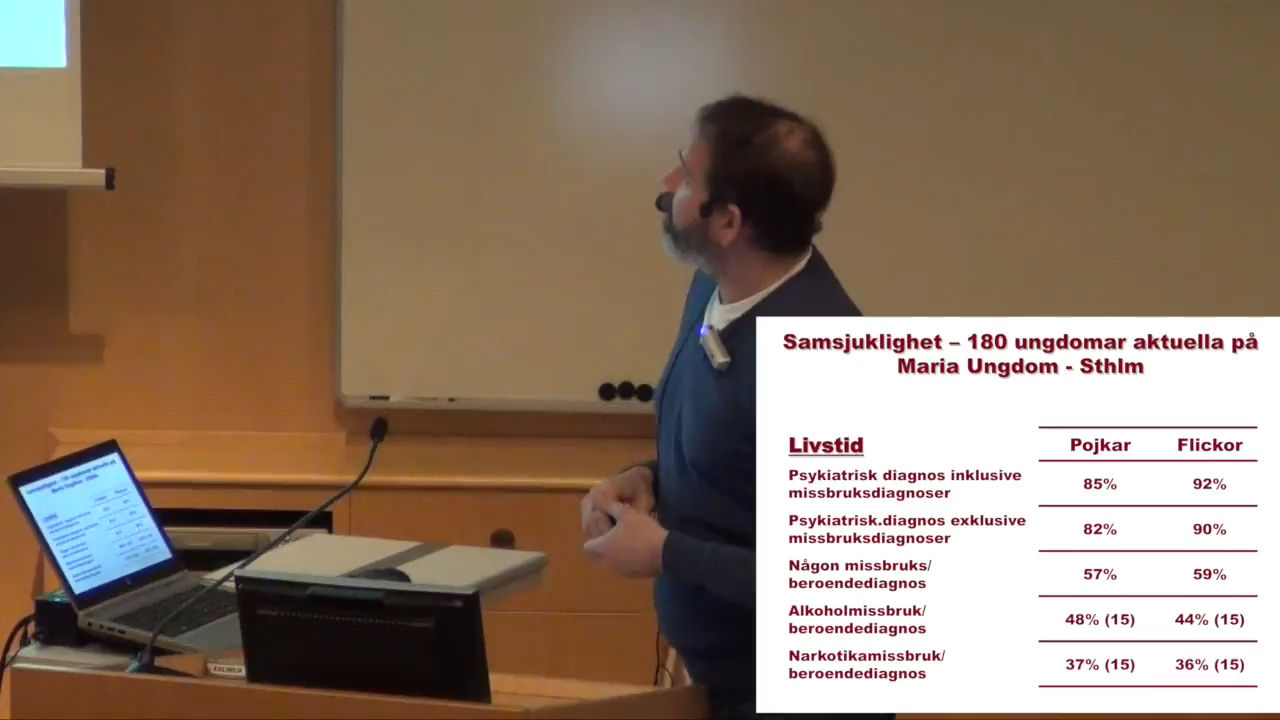 Samsjuklighet – 180 ungdomar aktuella på
Maria Ungdom - Sthlm
Livstid Pojkar Flickor
Psykiatrisk diagnos inklusive
missbruksdiagnoser 85% 92%
Psykiatrisk.diagnos exklusive
missbruksdiagnoser 82% 90%
Någon missbruks/
beroendediagnos 57% 59%
Alkoholmissbruk/
beroendediagnos 48% (15) 44% (15)
Narkotikamissbruk/
beroendediagnos 37% (15) 36% (15)